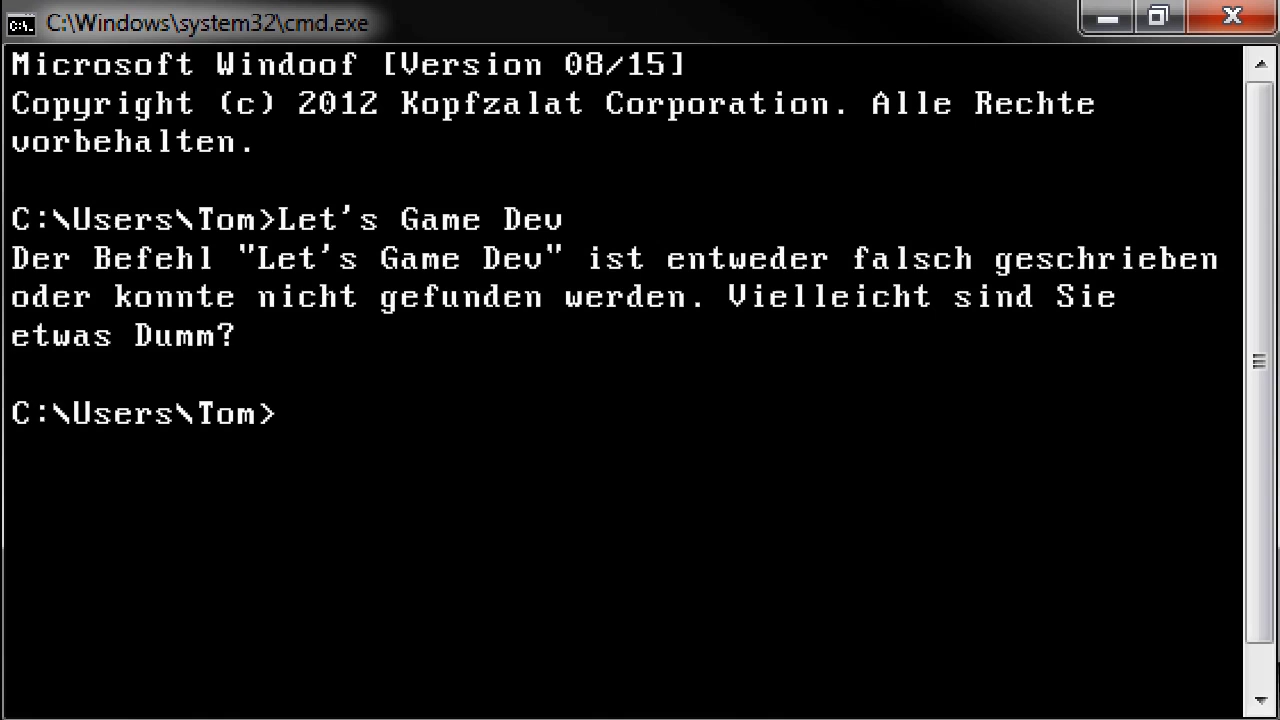 C:\Windows\system32\cmd.exe
Microsoft Windoof [Version 08/15]
Copyright (c) 2012 Kopfzalat Corporation. Alle Rechte
vorbehalten.
C:\Users\Tom>Let's Game Dev
Der Befehl "Let's Game Dev" ist entweder falsch geschrieben
oder konnte nicht gefunden werden. Vielleicht sind Sie
etwas Dumm?
C:\Users\Tom>